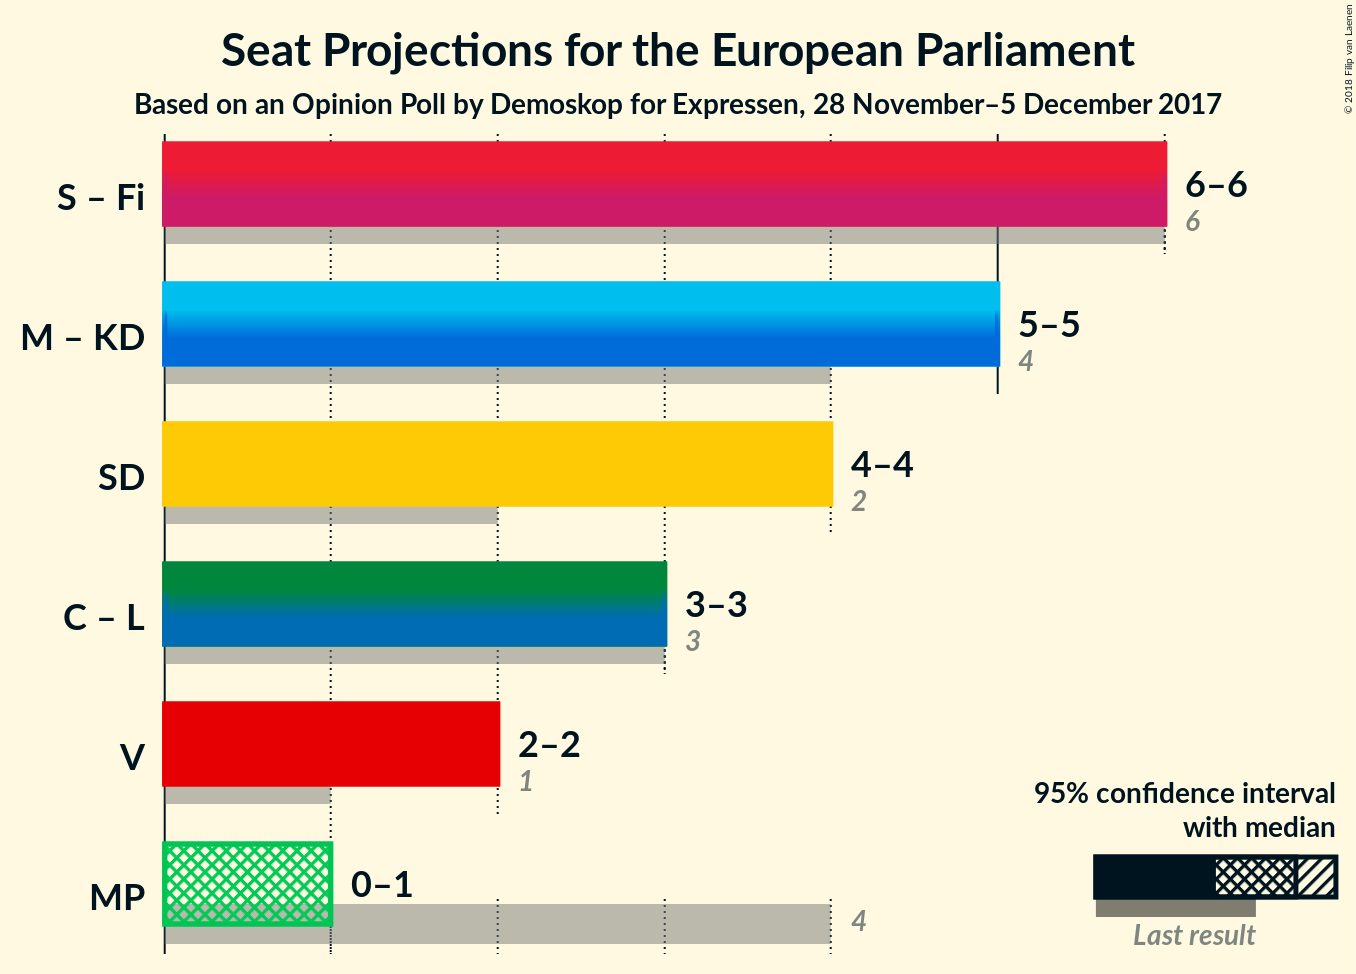 Seat Projections for the European Parliament
Based on an Opinion Poll by Demoskop for Expressen, 28 November–5 December 2017
© 2018 Filip van Laenen
S – Fi
6–6
6
M – KD
5–5
4
SD
4–4
2
C – L
3–3
3
V
2–2
1
MP
0–1
4
95% confidence interval
with median
Last result